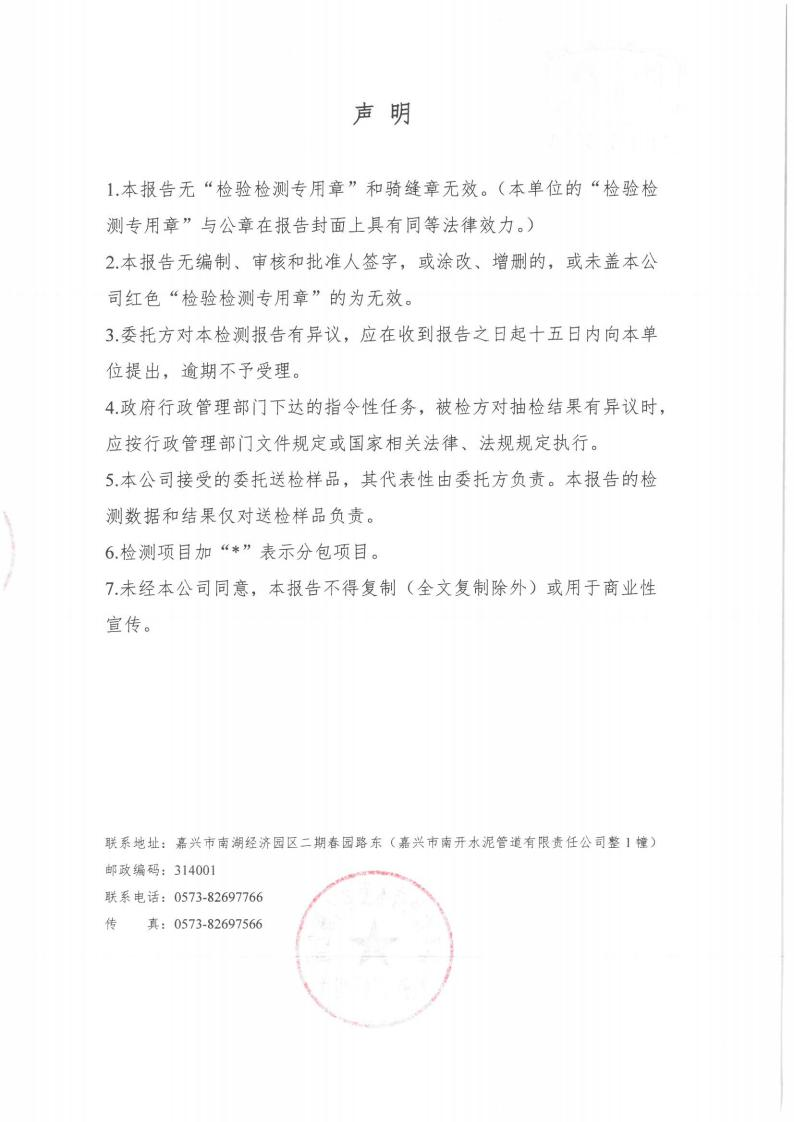 声 明
1.本报告无“检验检测专用章”和骑缝章无效。（本单位的“检验检
测专用章”与公章在报告封面上具有同等法律效力。）
2.本报告无编制、审核和批准人签字，或涂改、增删的，或未盖本公
司红色“检验检测专用章”的为无效。
3.委托方对本检测报告有异议，应在收到报告之日起十五日内向本单
位提出，逾期不予受理。
4.政府行政管理部门下达的指令性任务，被检方对抽检结果有异议时，
应按行政管理部门文件规定或国家相关法律、法规规定执行。
5.本公司接受的委托送检样品，其代表性由委托方负责。本报告的检
测数据和结果仅对送检样品负责。
6.检测项目加“*”表示分包项目。
7.未经本公司同意，本报告不得复制（全文复制除外）或用于商业性
宣传。
联系地址：嘉兴市南湖经济园区二期春园路东（嘉兴市南开水泥管道有限责任公司整 1 幢）
邮政编码：314001
联系电话：0573-82697766
传 真：0573-82697566